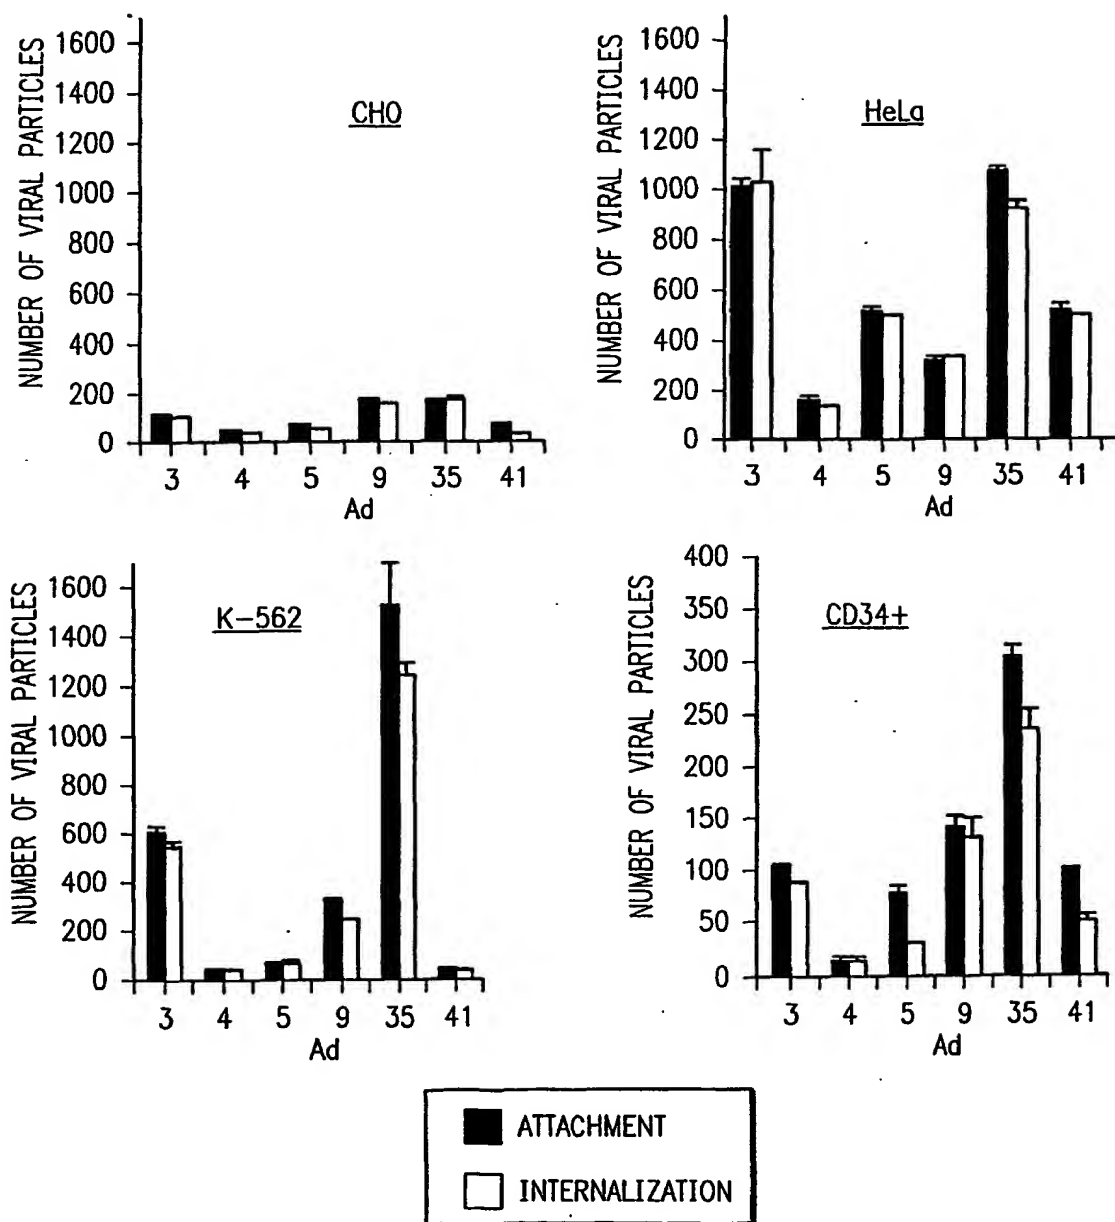 NUMBER OF VIRAL PARTICLES
1600
1400
1200
1000
800
600
400
200
0
CHO
3 4 5 9 35 41
Ad
NUMBER OF VIRAL PARTICLES
1600
1400
1200
1000
800
600
400
200
0
HeLa
3 4 5 9 35 41
Ad
NUMBER OF VIRAL PARTICLES
1600
1400
1200
1000
800
600
400
200
0
K-562
3 4 5 9 35 41
Ad
NUMBER OF VIRAL PARTICLES
400
350
300
250
200
150
100
50
0
CD34+
3 4 5 9 35 41
Ad
ATTACHMENT
INTERNALIZATION